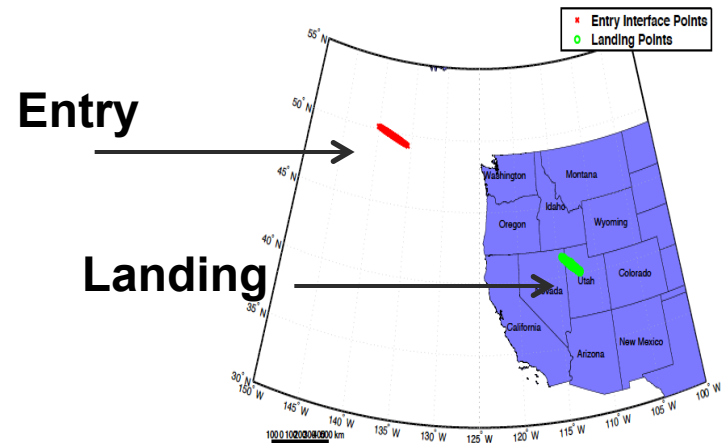 55° N
Entry Interface Points
Landing Points
Entry
50° N
45° N
Washington
Montana
Idaho
Oregon
Wyoming
40° N
Landing
Utah
Colorado
vada
35° N
California
New Mexico
Arizona
30° N
150° W
145° W
140° W
135° W
130° W
125° W
120° W
115° W
110° W
105° W
100° W